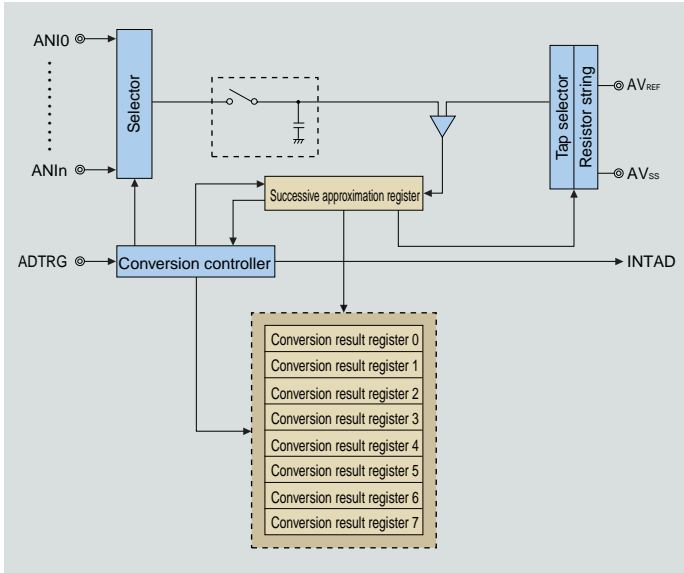 ANI0
ANIn
Selector
Tap selector
Resistor string
AVREF
AVSS
Successive approximation register
ADTRG
Conversion controller
INTAD
Conversion result register 0
Conversion result register 1
Conversion result register 2
Conversion result register 3
Conversion result register 4
Conversion result register 5
Conversion result register 6
Conversion result register 7